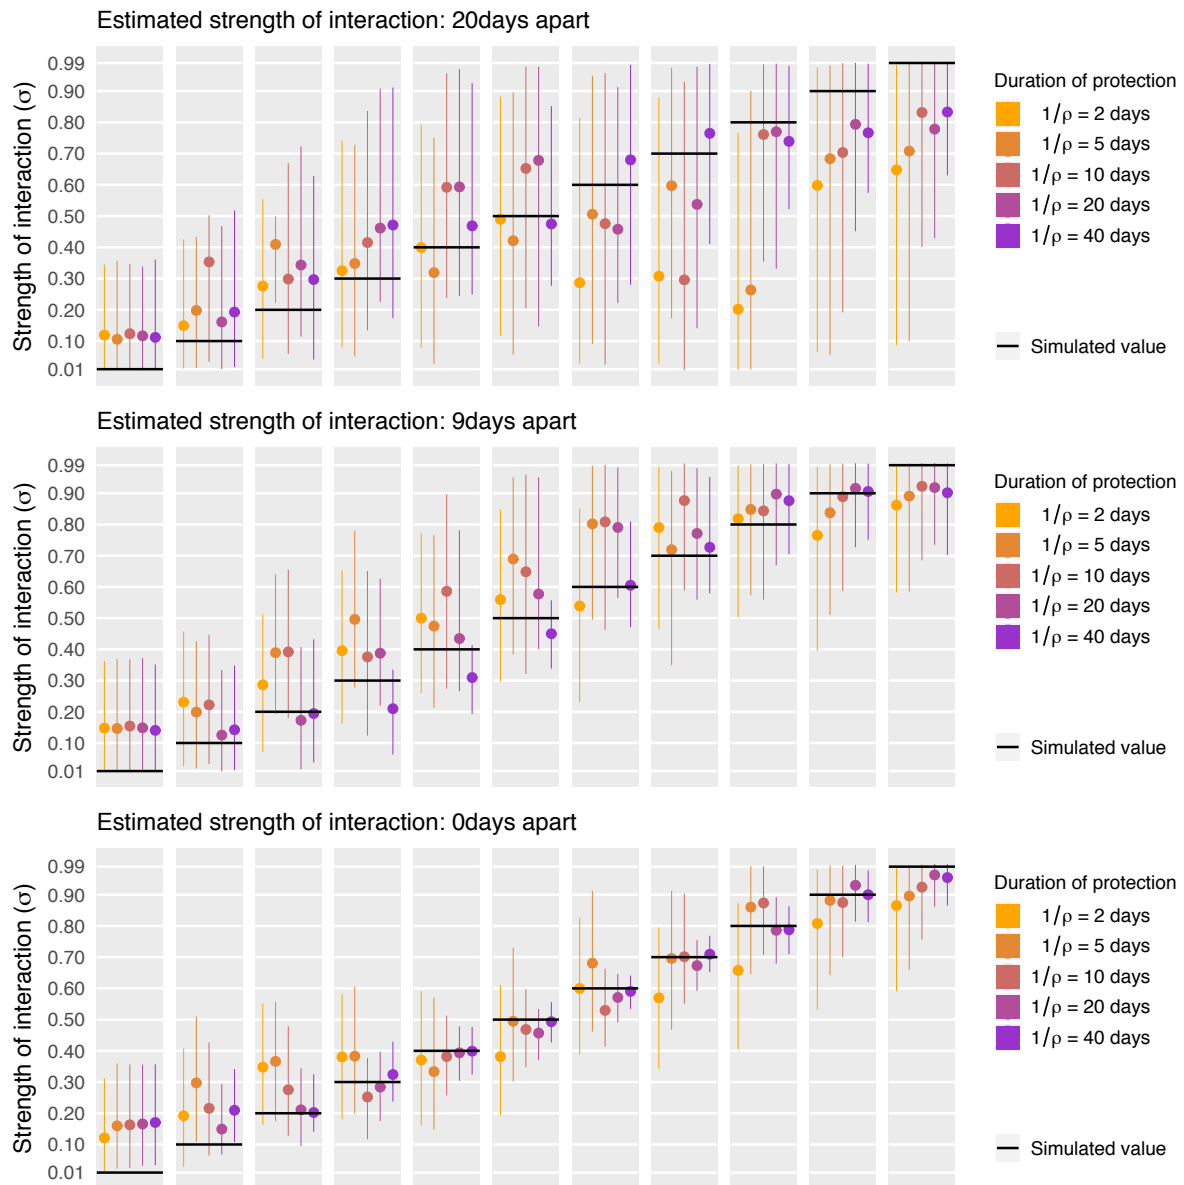 Estimated strength of interaction: 20days apart
Strength of interaction (σ)
0.99
0.90
0.80
0.70
0.60
0.50
0.40
0.30
0.20
0.10
0.01
Duration of protection
1/ρ = 2 days
1/ρ = 5 days
1/ρ = 10 days
1/ρ = 20 days
1/ρ = 40 days
Simulated value
Estimated strength of interaction: 9days apart
Strength of interaction (σ)
0.99
0.90
0.80
0.70
0.60
0.50
0.40
0.30
0.20
0.10
0.01
Duration of protection
1/ρ = 2 days
1/ρ = 5 days
1/ρ = 10 days
1/ρ = 20 days
1/ρ = 40 days
Simulated value
Estimated strength of interaction: 0days apart
Strength of interaction (σ)
0.99
0.90
0.80
0.70
0.60
0.50
0.40
0.30
0.20
0.10
0.01
Duration of protection
1/ρ = 2 days
1/ρ = 5 days
1/ρ = 10 days
1/ρ = 20 days
1/ρ = 40 days
Simulated value